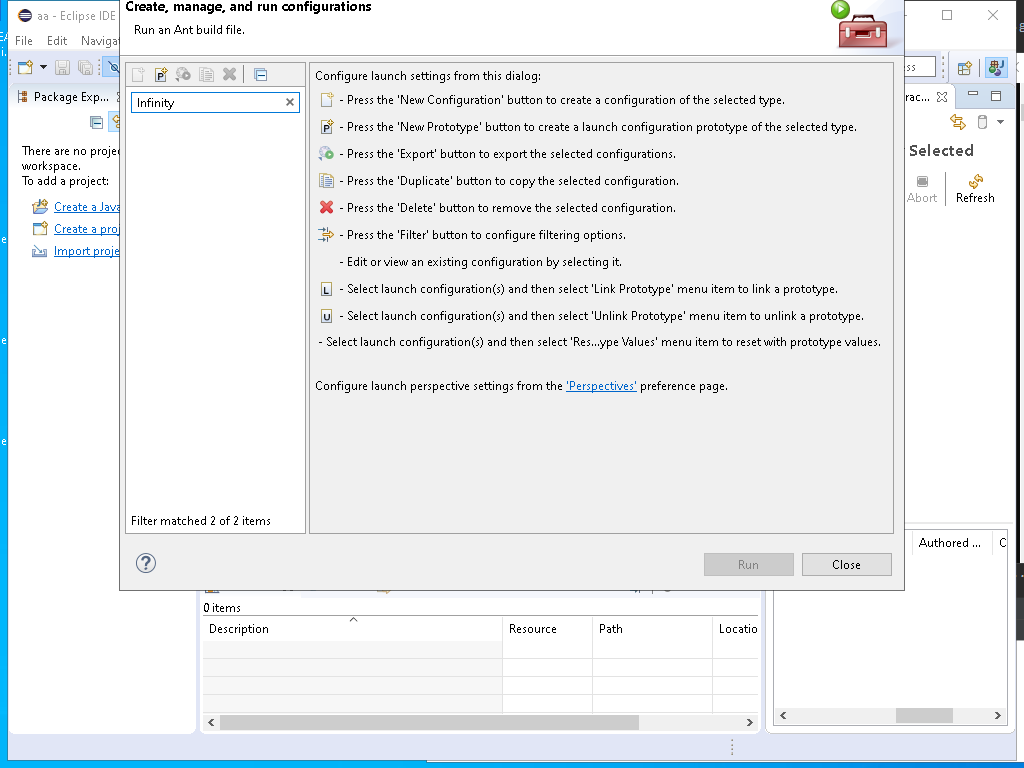 Create, manage, and run configurations
aa - Eclipse IDE
Run an Ant build file.
File Edit Navigat
ss
Package Exp...
rac...
Infinity
Configure launch settings from this dialog:
- Press the 'New Configuration' button to create a configuration of the selected type.
- Press the 'New Prototype' button to create a launch configuration prototype of the selected type.
- Press the 'Export' button to export the selected configurations.
- Press the 'Duplicate' button to copy the selected configuration.
- Press the 'Delete' button to remove the selected configuration.
- Press the 'Filter' button to configure filtering options.
- Edit or view an existing configuration by selecting it.
L - Select launch configuration(s) and then select 'Link Prototype' menu item to link a prototype.
U - Select launch configuration(s) and then select 'Unlink Prototype' menu item to unlink a prototype.
- Select launch configuration(s) and then select 'Res...ype Values' menu item to reset with prototype values.
Configure launch perspective settings from the 'Perspectives' preference page.
There are no projec
workspace.
To add a project:
Create a Java
Create a proj
Import proje
Selected
Abort
Refresh
Filter matched 2 of 2 items
Run
Close
Authored ...
C
0 items
Description
Resource
Path
Locatio